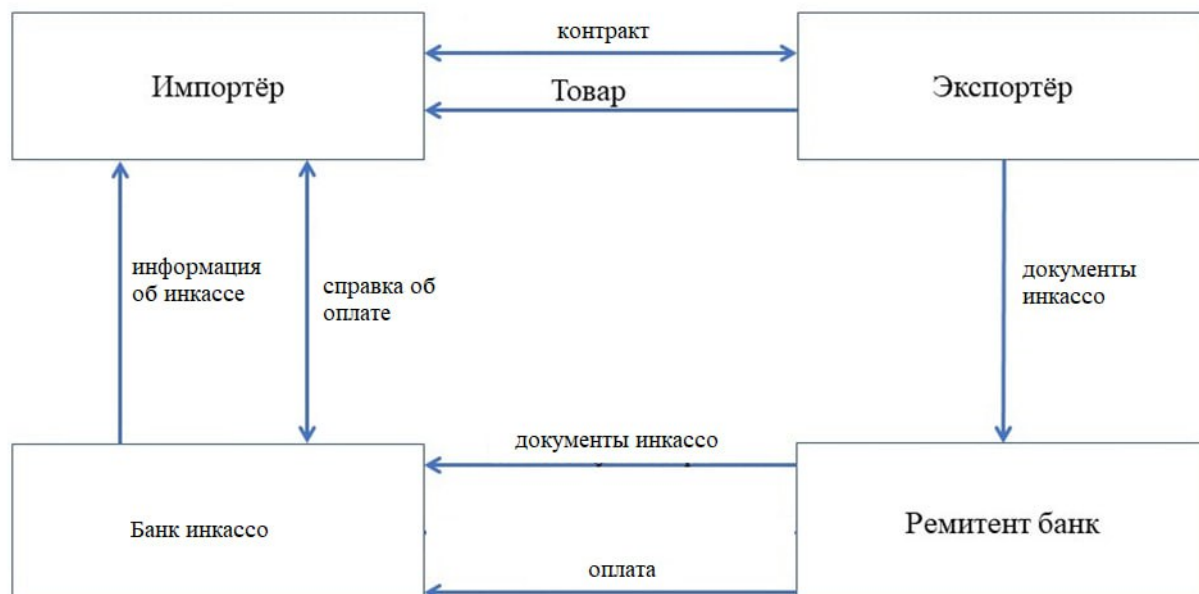 контракт
Импортёр
Товар
Экспортёр
информация
об инкассе
справка об
оплате
документы
инкассо
документы инкассо
Банк инкассо
Ремитент банк
оплата